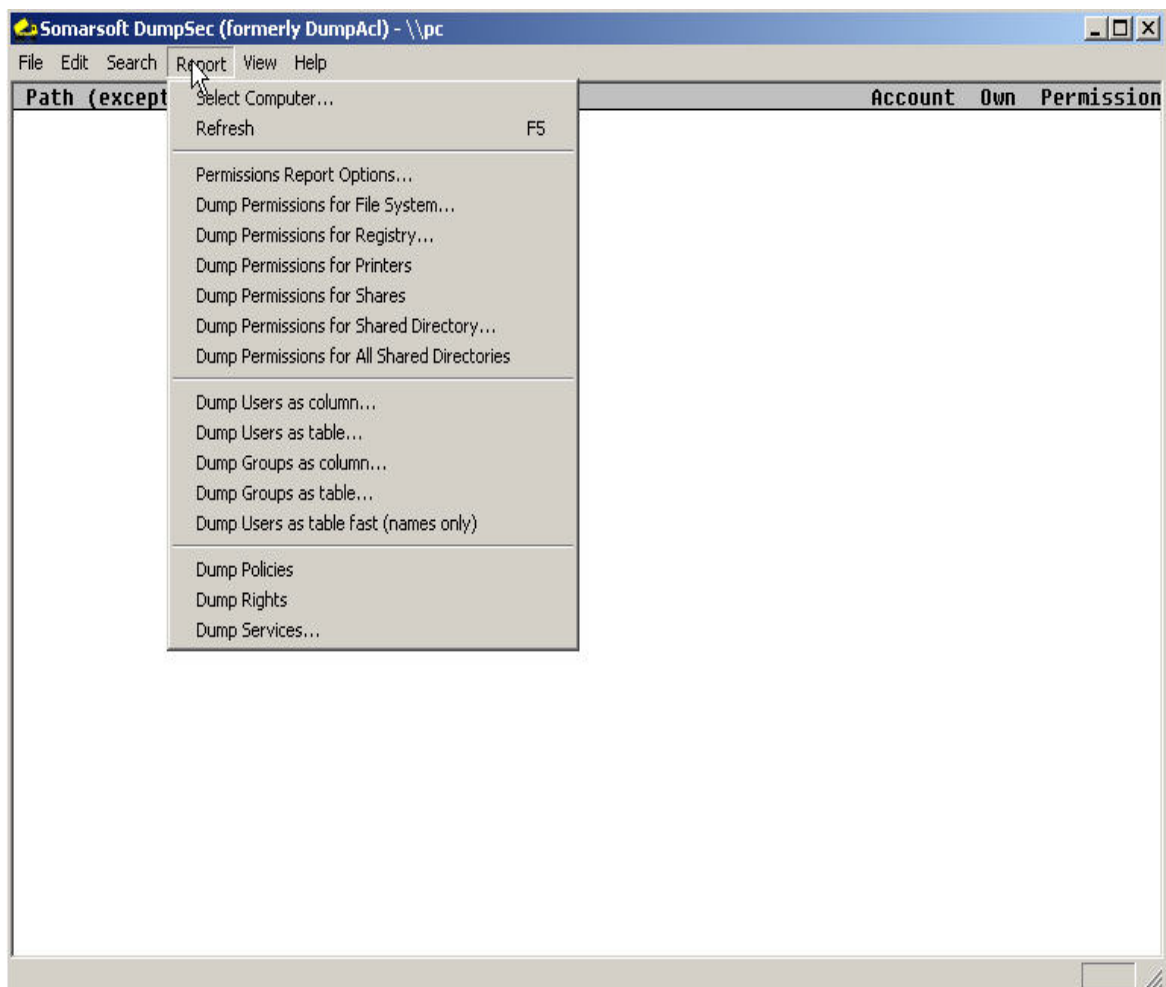 Somarsoft DumpSec (formerly DumpAcl) - \\pc
File Edit Search Report View Help
Path (except Account Own Permission
Select Computer...
Refresh F5
Permissions Report Options...
Dump Permissions for File System...
Dump Permissions for Registry...
Dump Permissions for Printers
Dump Permissions for Shares
Dump Permissions for Shared Directory...
Dump Permissions for All Shared Directories
Dump Users as column...
Dump Users as table...
Dump Groups as column...
Dump Groups as table...
Dump Users as table fast (names only)
Dump Policies
Dump Rights
Dump Services...